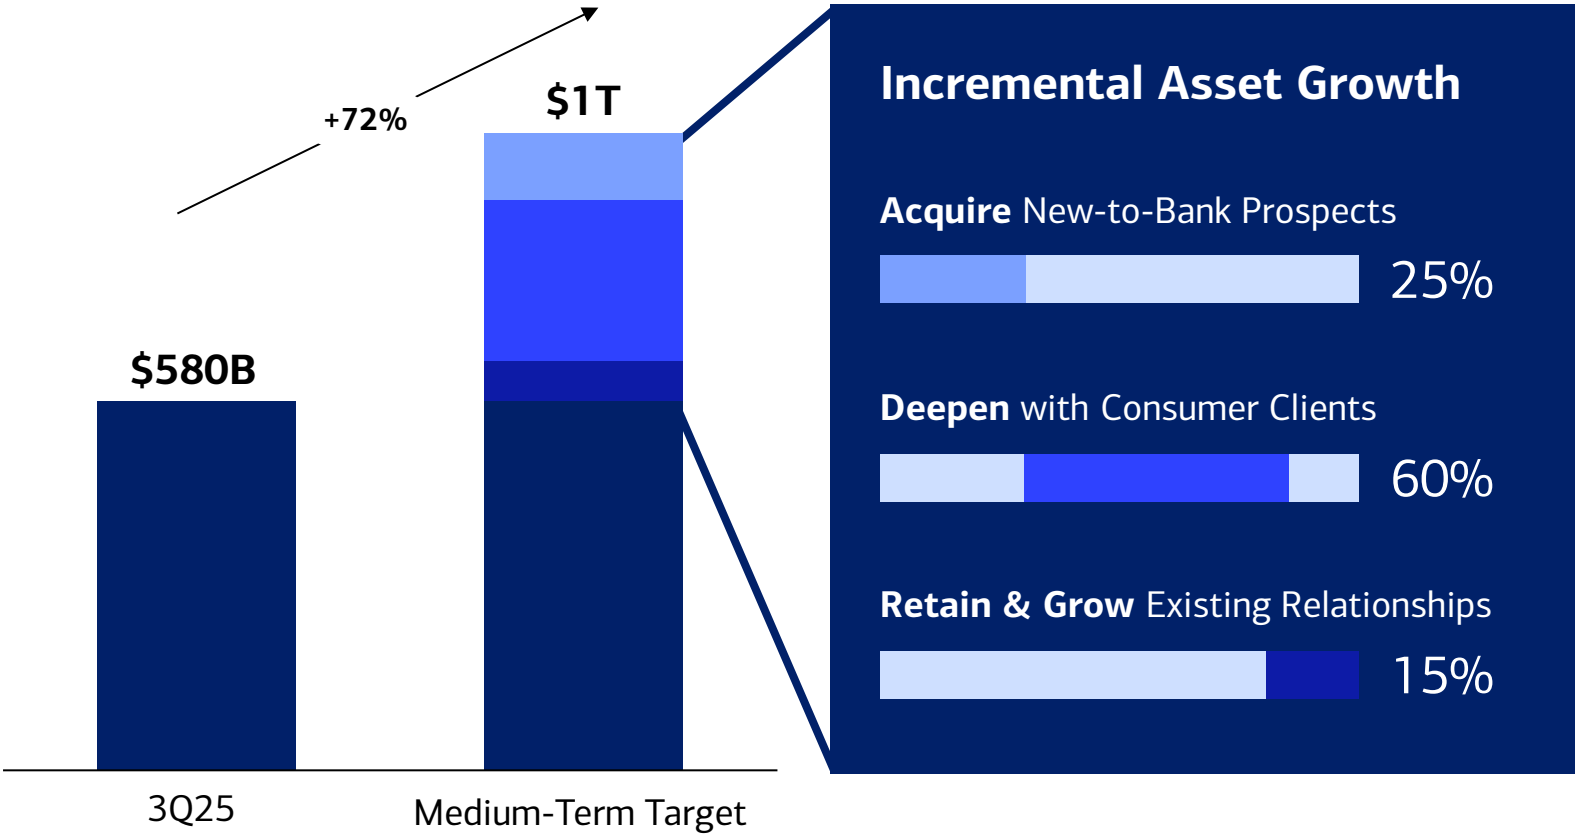 +72%
$580B
$1T
3Q25
Medium-Term Target
Incremental Asset Growth
Acquire New-to-Bank Prospects
25%
Deepen with Consumer Clients
60%
Retain & Grow Existing Relationships
15%